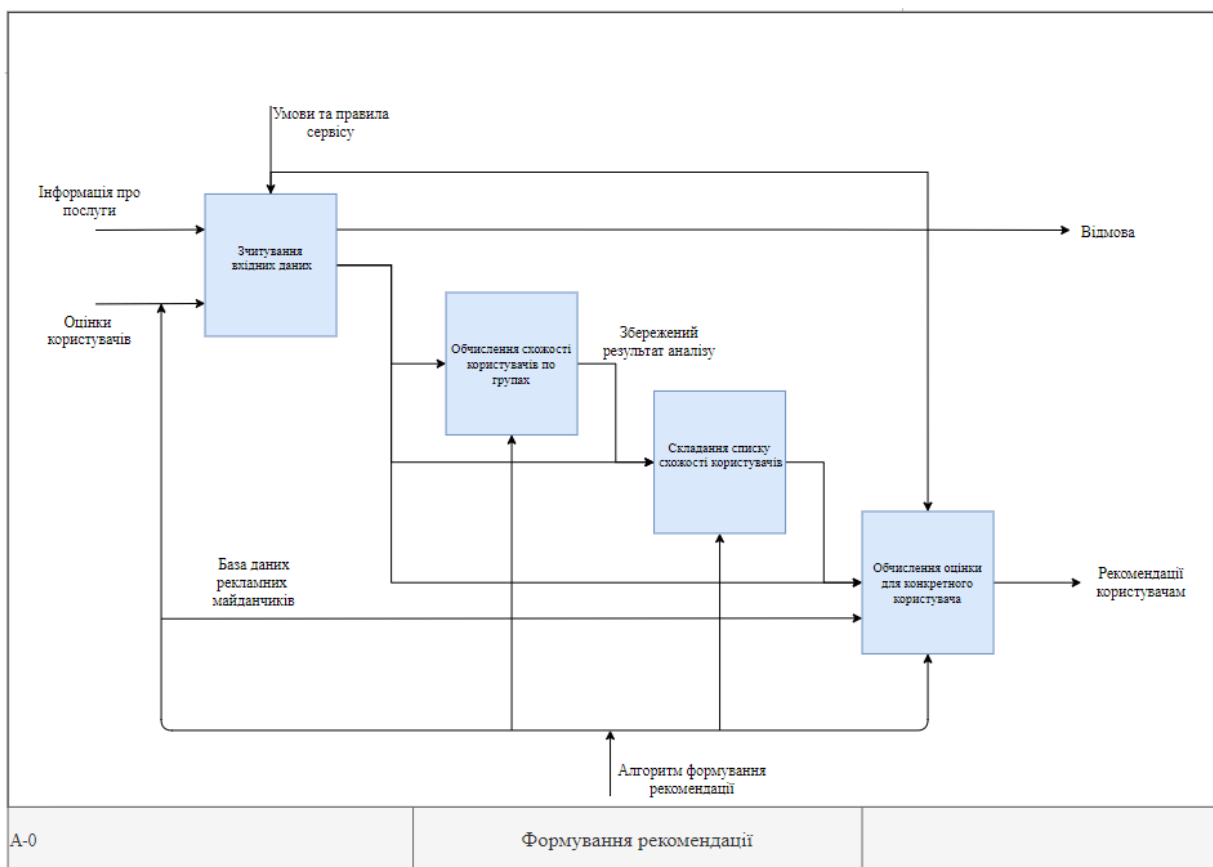 Умови та правила
сервісу
Інформація про
послуги
Зчитування
вхідних даних
Відмова
Оцінки
користувачів
Обчислення схожості
користувачів по
групах
Збережений
результат аналізу
Складання списку
схожості користувачів
База даних
рекламних
майданчиків
Обчислення оцінки
для конкретного
користувача
Рекомендації
користувачам
Алгоритм формування
рекомендації
A-0
Формування рекомендації